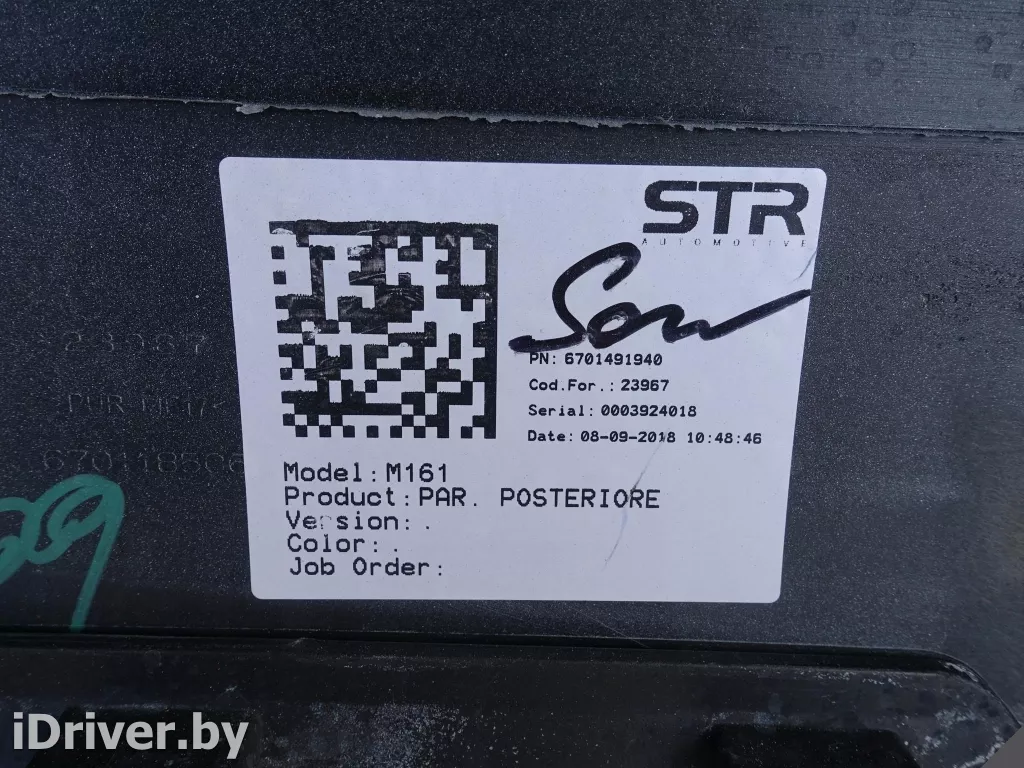 STR
AUTOMOTIVE
PN: 6701491940
Cod.For.: 23967
Serial: 0003924018
Date: 08-09-2018 10:48:46
Model: M161
Product: PAR. POSTERIORE
Version: .
Color: .
Job Order:
23967
iDriver.by